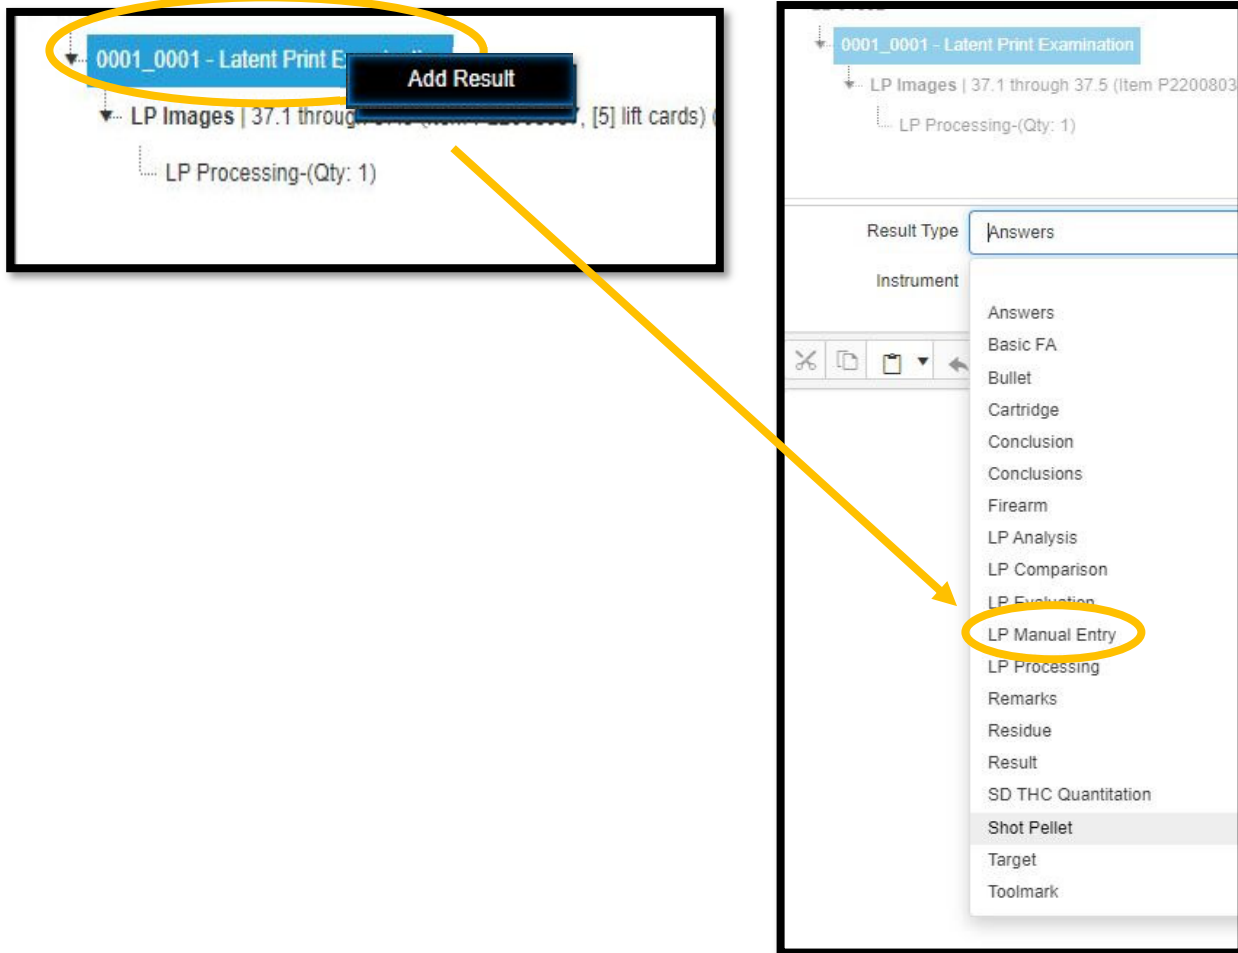 0001_0001 - Latent Print E
Add Result
LP Images | 37.1 through [5] lift cards)
LP Processing-(Qty: 1)
0001_0001 - Latent Print Examination
LP Images | 37.1 through 37.5 (Item P2200803
LP Processing-(Qty: 1)
Result Type Answers
Instrument
Answers
Basic FA
Bullet
Cartridge
Conclusion
Conclusions
Firearm
LP Analysis
LP Comparison
LP Evaluation
LP Manual Entry
LP Processing
Remarks
Residue
Result
SD THC Quantitation
Shot Pellet
Target
Toolmark